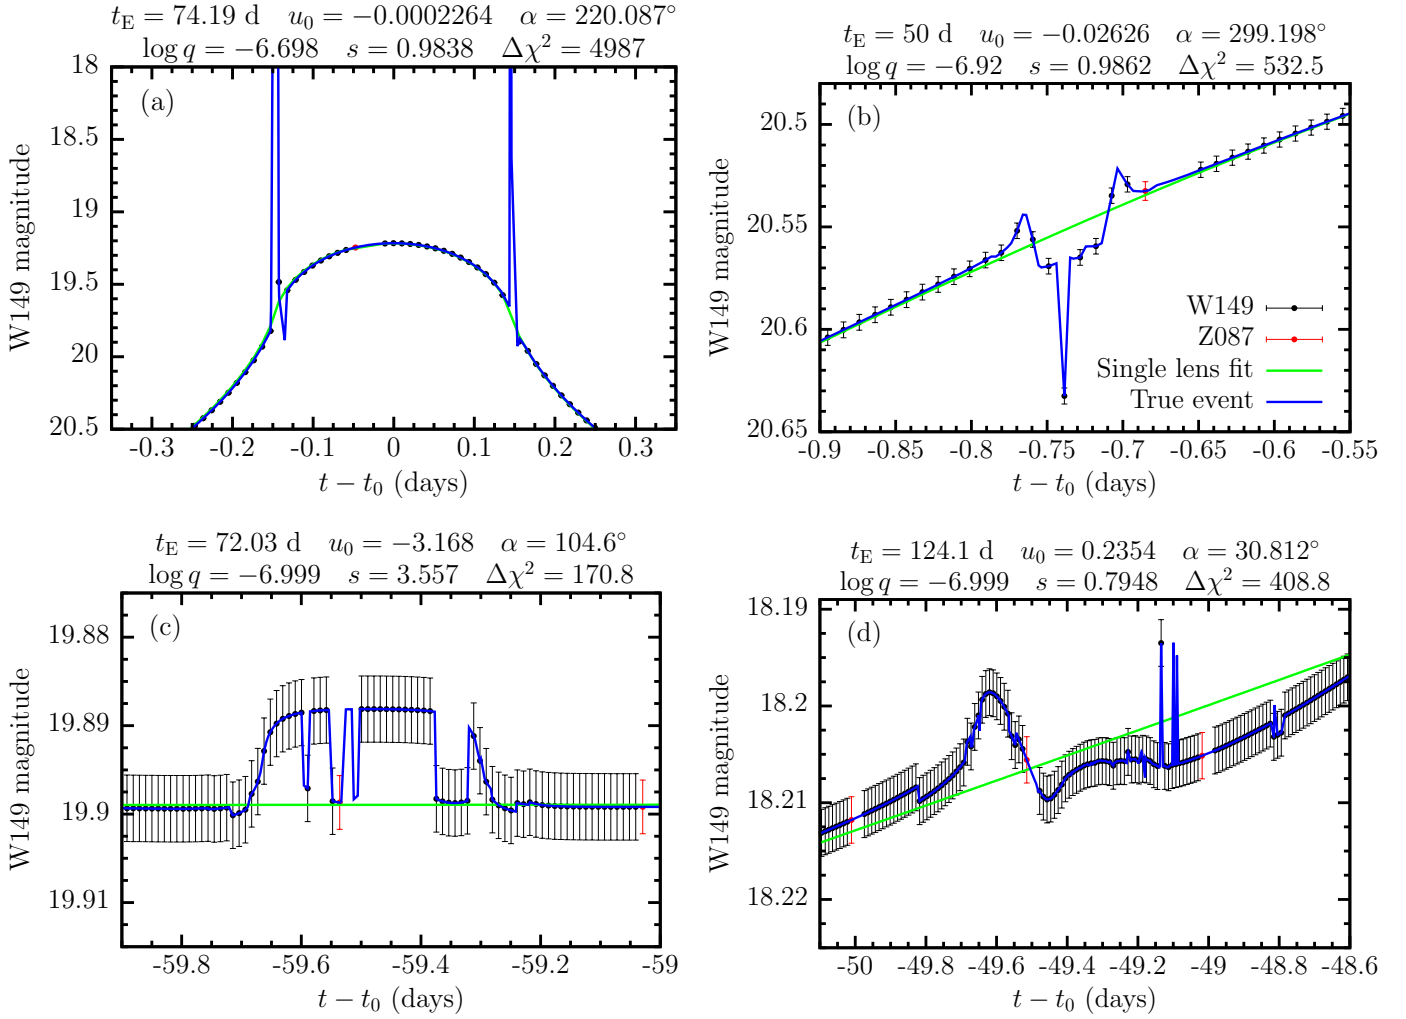 t_E = 74.19 d u_0 = −0.0002264 α = 220.087°
log q = −6.698 s = 0.9838 Δχ² = 4987
(a)
W149 magnitude
18
18.5
19
19.5
20
20.5
-0.3 -0.2 -0.1 0 0.1 0.2 0.3
t − t_0 (days)
t_E = 50 d u_0 = −0.02626 α = 299.198°
log q = −6.92 s = 0.9862 Δχ² = 532.5
(b)
W149 magnitude
20.5
20.55
20.6
20.65
W149
Z087
Single lens fit
True event
-0.9 -0.85 -0.8 -0.75 -0.7 -0.65 -0.6 -0.55
t − t_0 (days)
t_E = 72.03 d u_0 = −3.168 α = 104.6°
log q = −6.999 s = 3.557 Δχ² = 170.8
(c)
W149 magnitude
19.88
19.89
19.9
19.91
-59.8 -59.6 -59.4 -59.2 -59
t − t_0 (days)
t_E = 124.1 d u_0 = 0.2354 α = 30.812°
log q = −6.999 s = 0.7948 Δχ² = 408.8
(d)
W149 magnitude
18.19
18.2
18.21
18.22
-50 -49.8 -49.6 -49.4 -49.2 -49 -48.8 -48.6
t − t_0 (days)